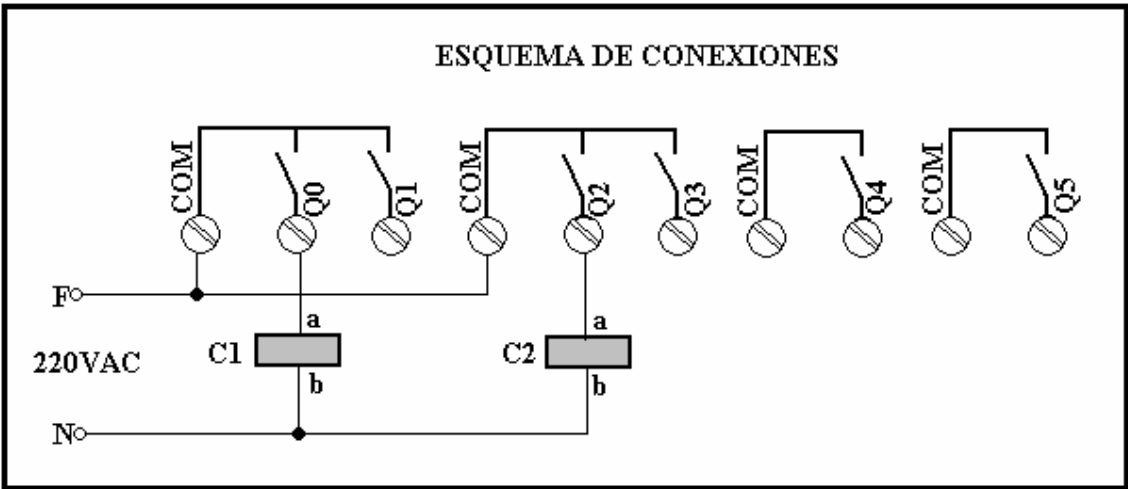 ESQUEMA DE CONEXIONES
COM Q0 Q1 COM Q2 Q3 COM Q4 COM Q5
F
a a
220VAC C1 C2
b b
N